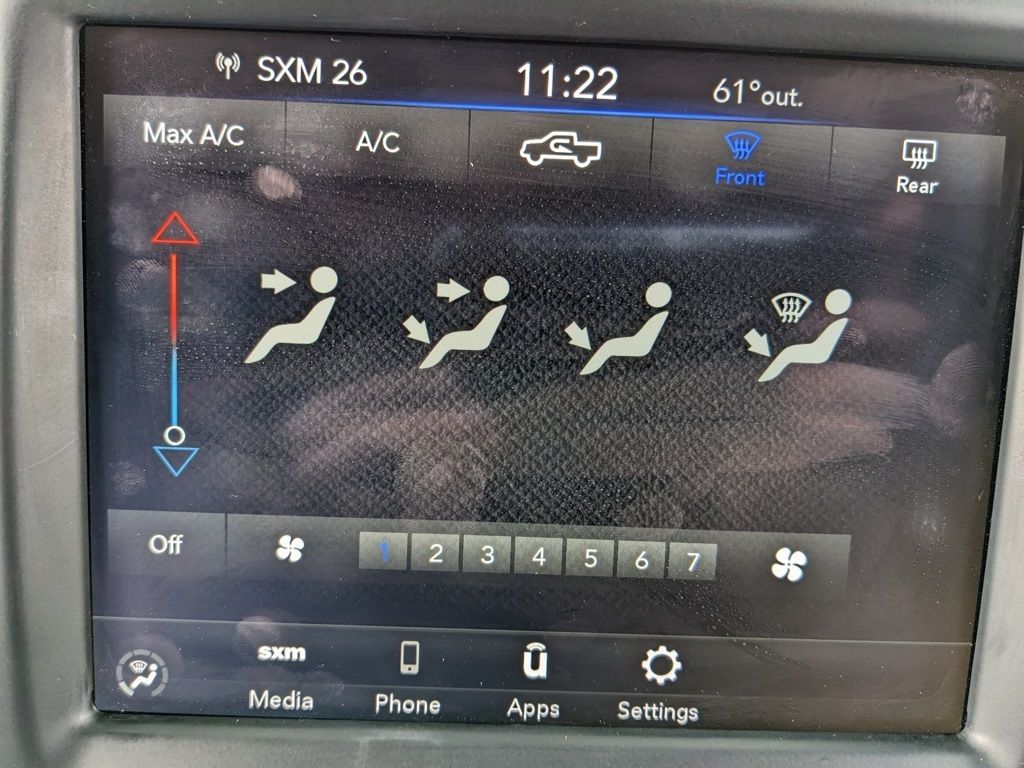 SXM 26 11:22 61°out.
Max A/C A/C Front Rear
Off 1 2 3 4 5 6 7
sxm u
Media Phone Apps Settings